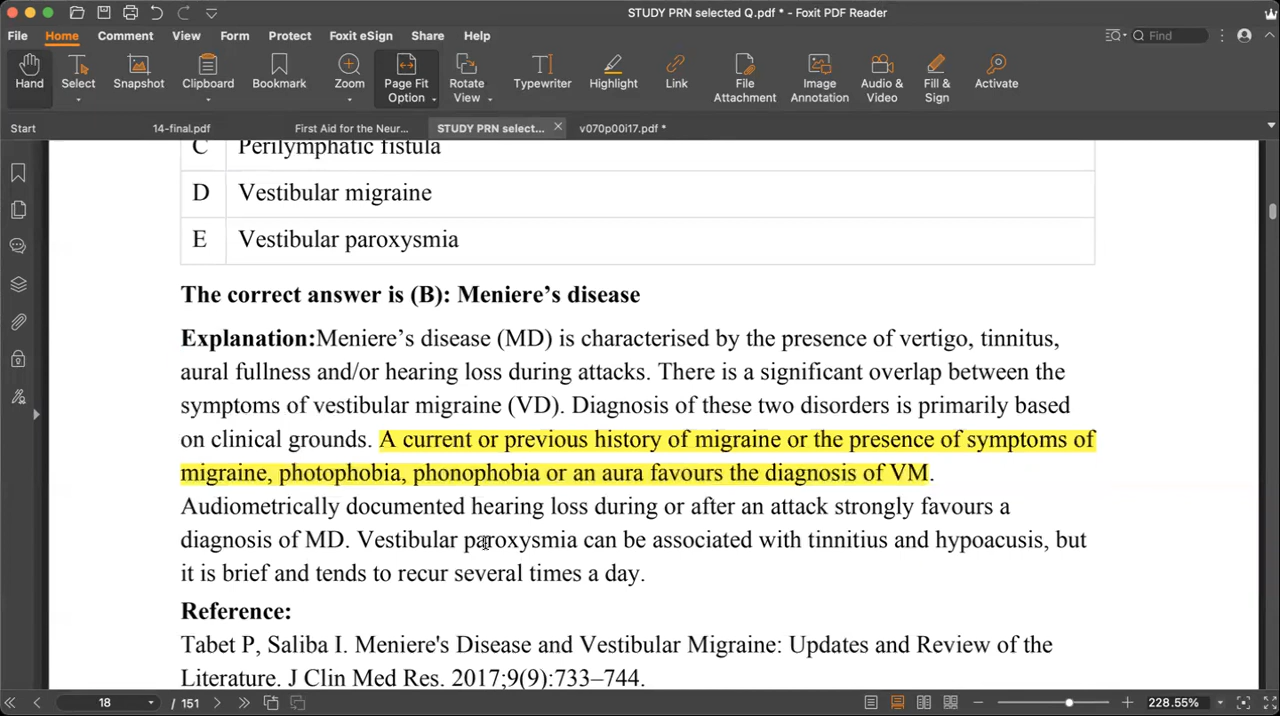 STUDY PRN selected Q.pdf * - Foxit PDF Reader
File Home Comment View Form Protect Foxit eSign Share Help
Find
Hand Select Snapshot Clipboard Bookmark Zoom Page Fit Option Rotate View Typewriter Highlight Link File Attachment Image Annotation Audio & Video Fill & Sign Activate
Start 14-final.pdf First Aid for the Neur... STUDY PRN select... v070p00i17.pdf *
C Perilymphatic fistula
D Vestibular migraine
E Vestibular paroxysmia
The correct answer is (B): Meniere’s disease
Explanation:Meniere’s disease (MD) is characterised by the presence of vertigo, tinnitus,
aural fullness and/or hearing loss during attacks. There is a significant overlap between the
symptoms of vestibular migraine (VD). Diagnosis of these two disorders is primarily based
on clinical grounds. A current or previous history of migraine or the presence of symptoms of
migraine, photophobia, phonophobia or an aura favours the diagnosis of VM.
Audiometrically documented hearing loss during or after an attack strongly favours a
diagnosis of MD. Vestibular paroxysmia can be associated with tinnitius and hypoacusis, but
it is brief and tends to recur several times a day.
Reference:
Tabet P, Saliba I. Meniere's Disease and Vestibular Migraine: Updates and Review of the
Literature. J Clin Med Res. 2017;9(9):733–744.
18 / 151 228.55%